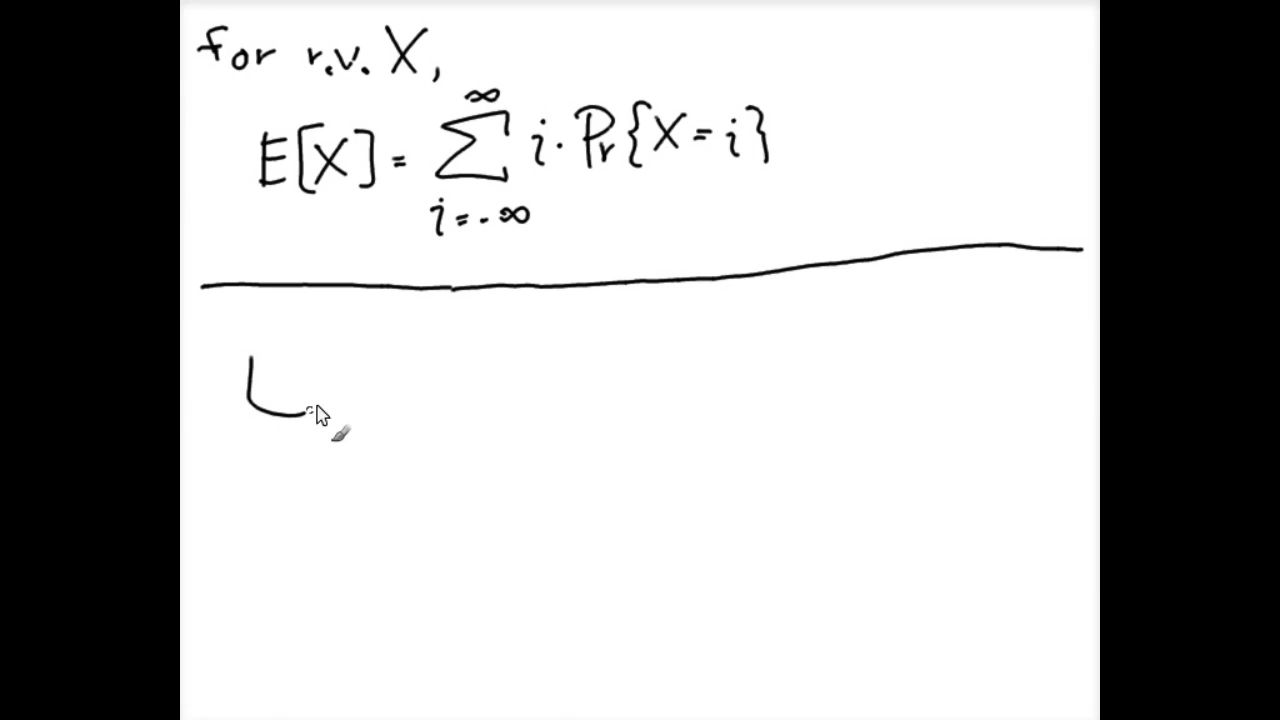 for r.v. X,
E[X] = ∑_{i=-∞}^{∞} i · Pr{X = i}